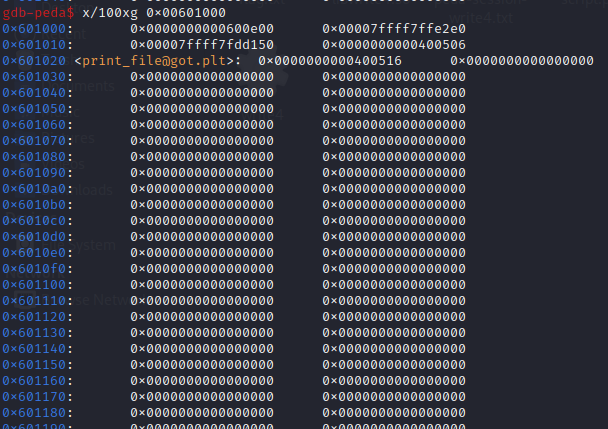 write4.txt
gdb-peda$ x/100xg 0x00601000
0x601000: 0x0000000000600e00 0x00007ffff7ffe2e0
0x601010: 0x00007ffff7fdd150 0x0000000000400506
0x601020 <print_file@got.plt>: 0x0000000000400516 0x0000000000000000
0x601030: 0x0000000000000000 0x0000000000000000
0x601040: 0x0000000000000000 0x0000000000000000
0x601050: 0x0000000000000000 0x0000000000000000
0x601060: 0x0000000000000000 0x0000000000000000
0x601070: 0x0000000000000000 0x0000000000000000
0x601080: 0x0000000000000000 0x0000000000000000
0x601090: 0x0000000000000000 0x0000000000000000
0x6010a0: 0x0000000000000000 0x0000000000000000
0x6010b0: 0x0000000000000000 0x0000000000000000
0x6010c0: 0x0000000000000000 0x0000000000000000
0x6010d0: 0x0000000000000000 0x0000000000000000
0x6010e0: 0x0000000000000000 0x0000000000000000
0x6010f0: 0x0000000000000000 0x0000000000000000
0x601100: 0x0000000000000000 0x0000000000000000
0x601110: 0x0000000000000000 0x0000000000000000
0x601120: 0x0000000000000000 0x0000000000000000
0x601130: 0x0000000000000000 0x0000000000000000
0x601140: 0x0000000000000000 0x0000000000000000
0x601150: 0x0000000000000000 0x0000000000000000
0x601160: 0x0000000000000000 0x0000000000000000
0x601170: 0x0000000000000000 0x0000000000000000
0x601180: 0x0000000000000000 0x0000000000000000
0x601190: 0x0000000000000000 0x0000000000000000